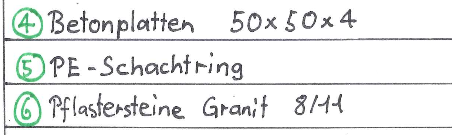 ④ Betonplatten 50x50x4
⑤ PE-Schachtring
⑥ Pflastersteine Granit 8/11